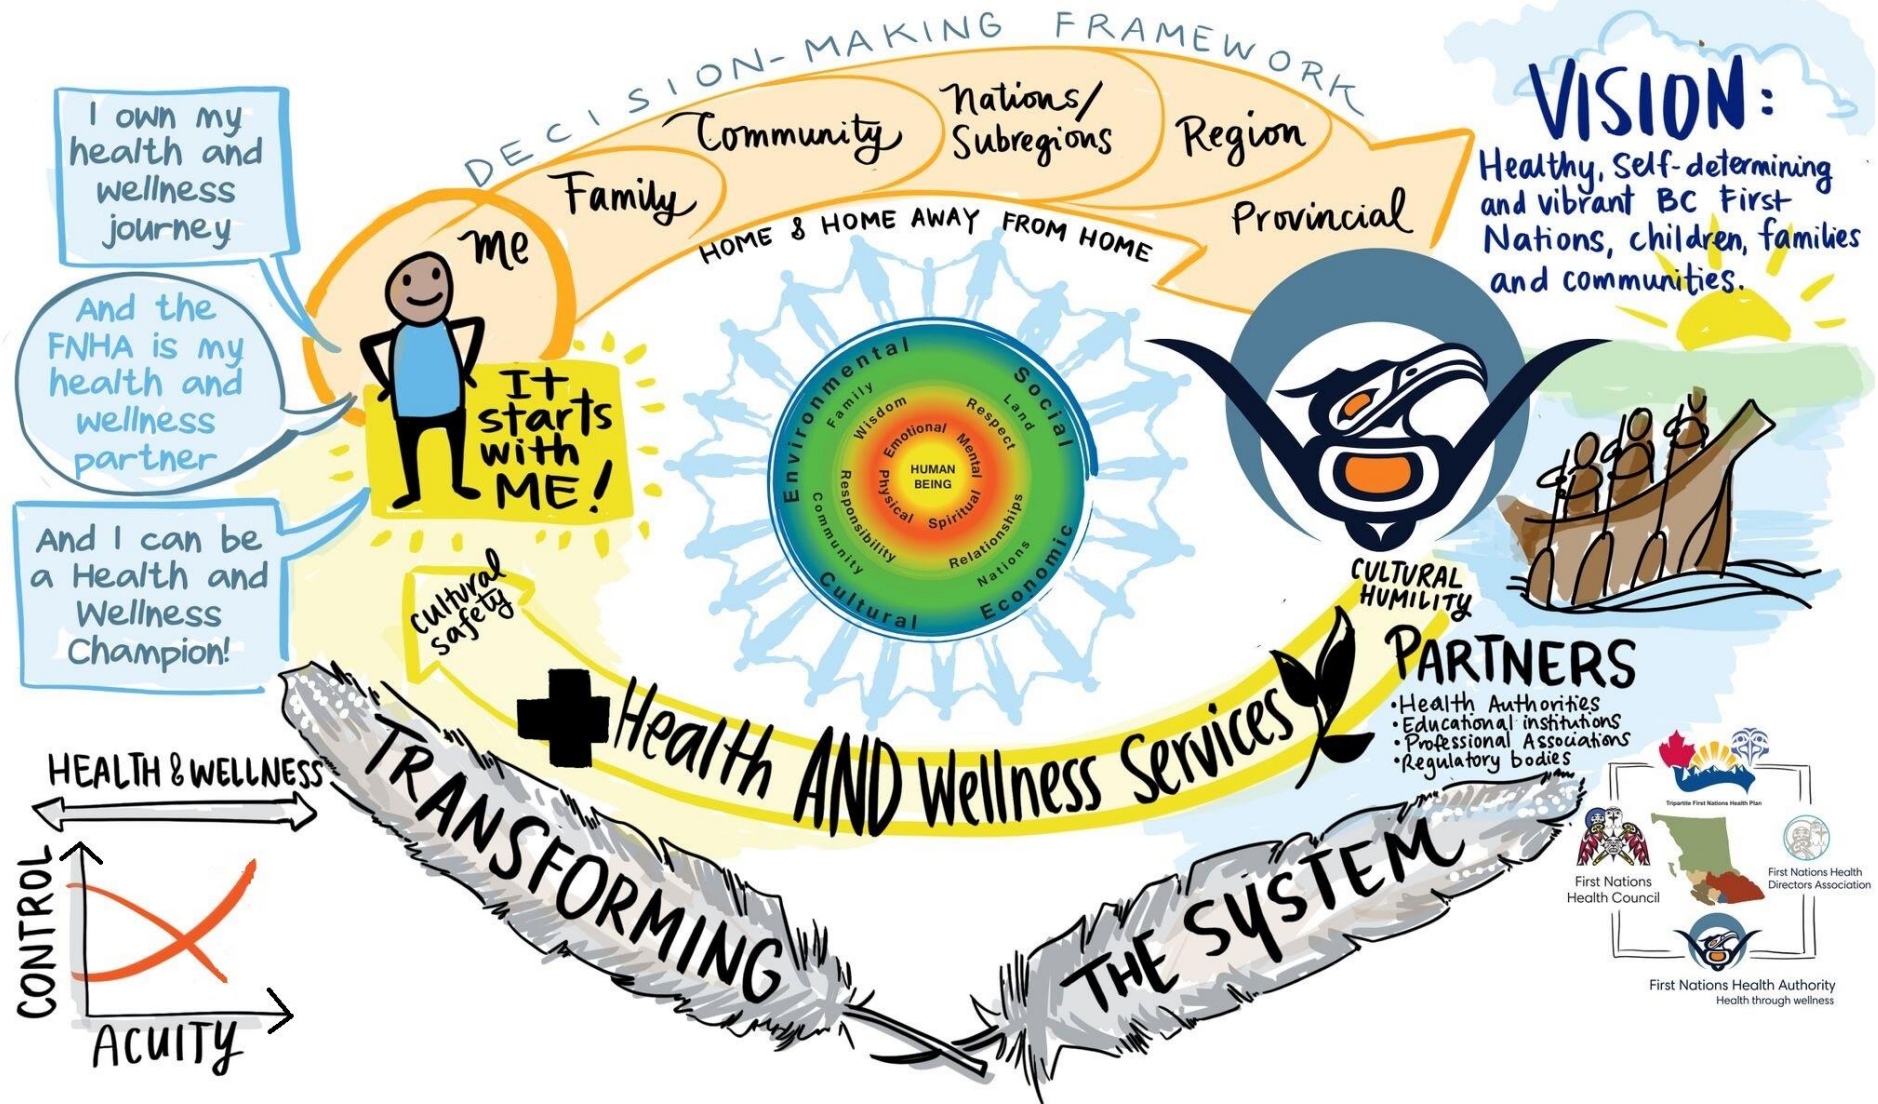 DECISION-MAKING FRAMEWORK
I own my
health and
wellness
journey
And the
FNHA is my
health and
wellness
partner
And I can be
a Health and
Wellness
Champion!
Me
Family
Community
Nations/
Subregions
Region
Provincial
HOME & HOME AWAY FROM HOME
It
starts
with
ME!
VISION:
Healthy, Self-determining
and vibrant BC First
Nations, children, families
and communities.
Environmental
Social
Economic
Cultural
Family
Land
Nations
Community
Wisdom
Respect
Relationships
Responsibility
Emotional
Mental
Spiritual
Physical
HUMAN
BEING
cultural
safety
Health AND Wellness Services
CULTURAL
HUMILITY
PARTNERS
•Health Authorities
•Educational institutions
•Professional Associations
•Regulatory bodies
TRANSFORMING
THE SYSTEM
HEALTH & WELLNESS
CONTROL
ACUITY
Tripartite First Nations Health Plan
First Nations
Health Council
First Nations Health
Directors Association
First Nations Health Authority
Health through wellness